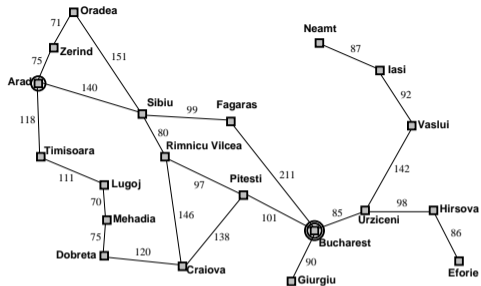 Oradea
71
Neamt
Zerind
87
75
151
Iasi
Arad
140
92
Sibiu
Fagaras
99
118
Vaslui
80
Timisoara
Rimnicu Vilcea
111
142
211
Lugoj
97
Pitesti
70
98
146
85
Hirsova
Mehadia
101
Urziceni
138
86
75
Bucharest
120
Dobreta
90
Craiova
Eforie
Giurgiu